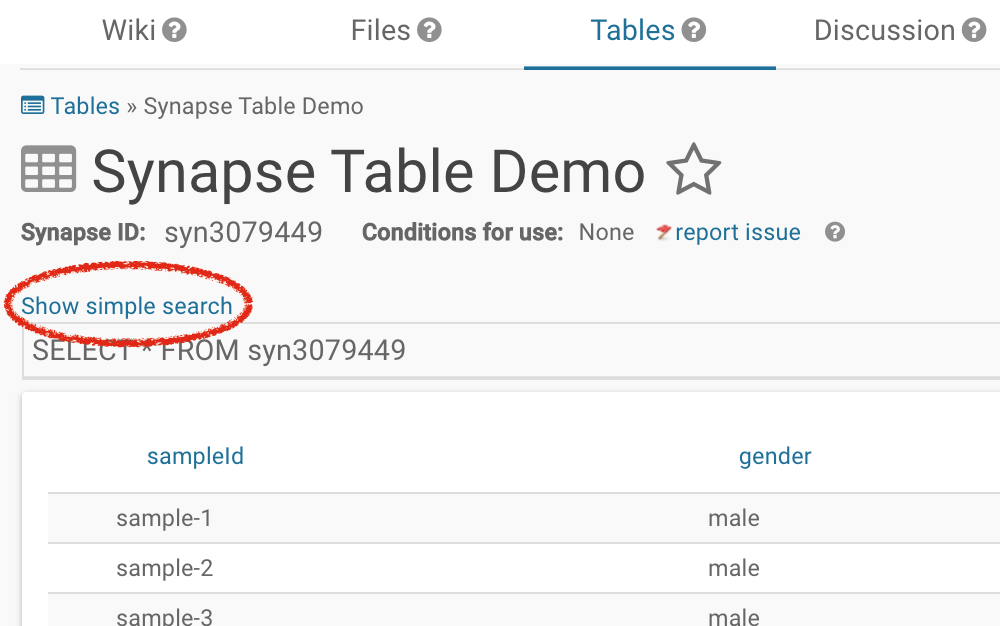 Wiki ? Files ? Tables ? Discussion ?
Tables » Synapse Table Demo
Synapse Table Demo
Synapse ID: syn3079449 Conditions for use: None report issue ?
Show simple search
SELECT * FROM syn3079449
sampleId gender
sample-1 male
sample-2 male
sample-3 male